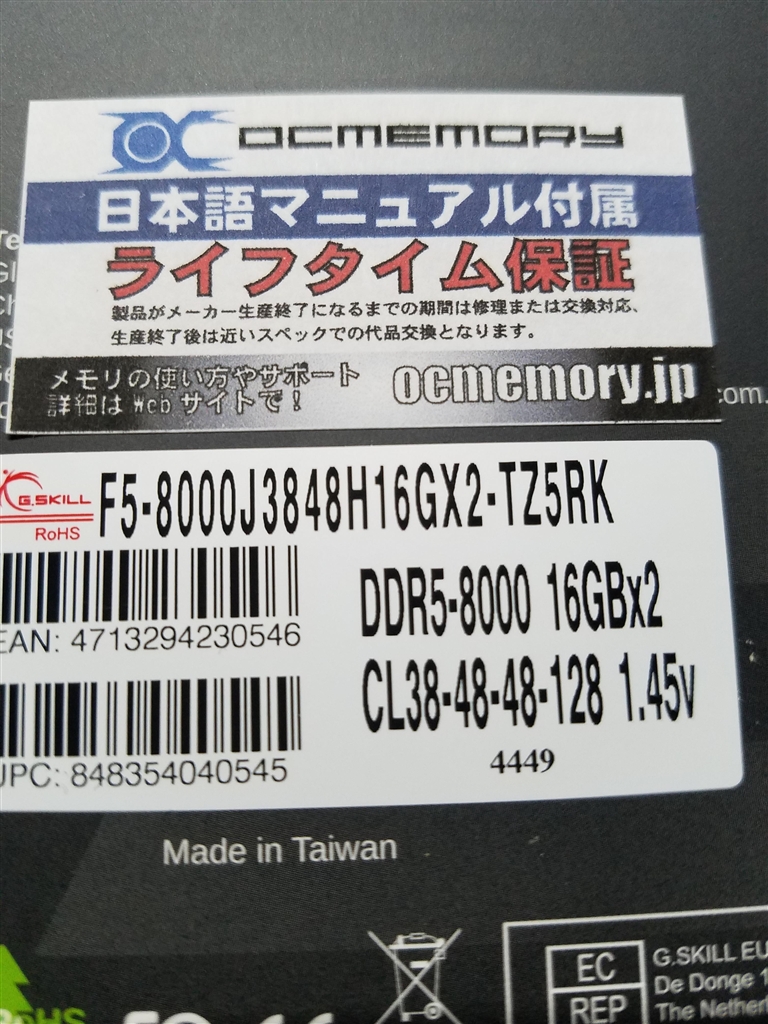 OCMEMORY
日本語マニュアル付属
ライフタイム保証
製品がメーカー生産終了になるまでの期間は修理または交換対応、
生産終了後は近いスペックでの代品交換となります。
メモリの使い方やサポート
詳細はWebサイトで！
ocmemory.jp
com.
G.SKILL
RoHS
F5-8000J3848H16GX2-TZ5RK
EAN: 4713294230546
DDR5-8000 16GBx2
CL38-48-48-128 1.45v
UPC: 848354040545
4449
Made in Taiwan
EC
REP
G.SKILL EU
De Donge 1
The Netherl
RoHS